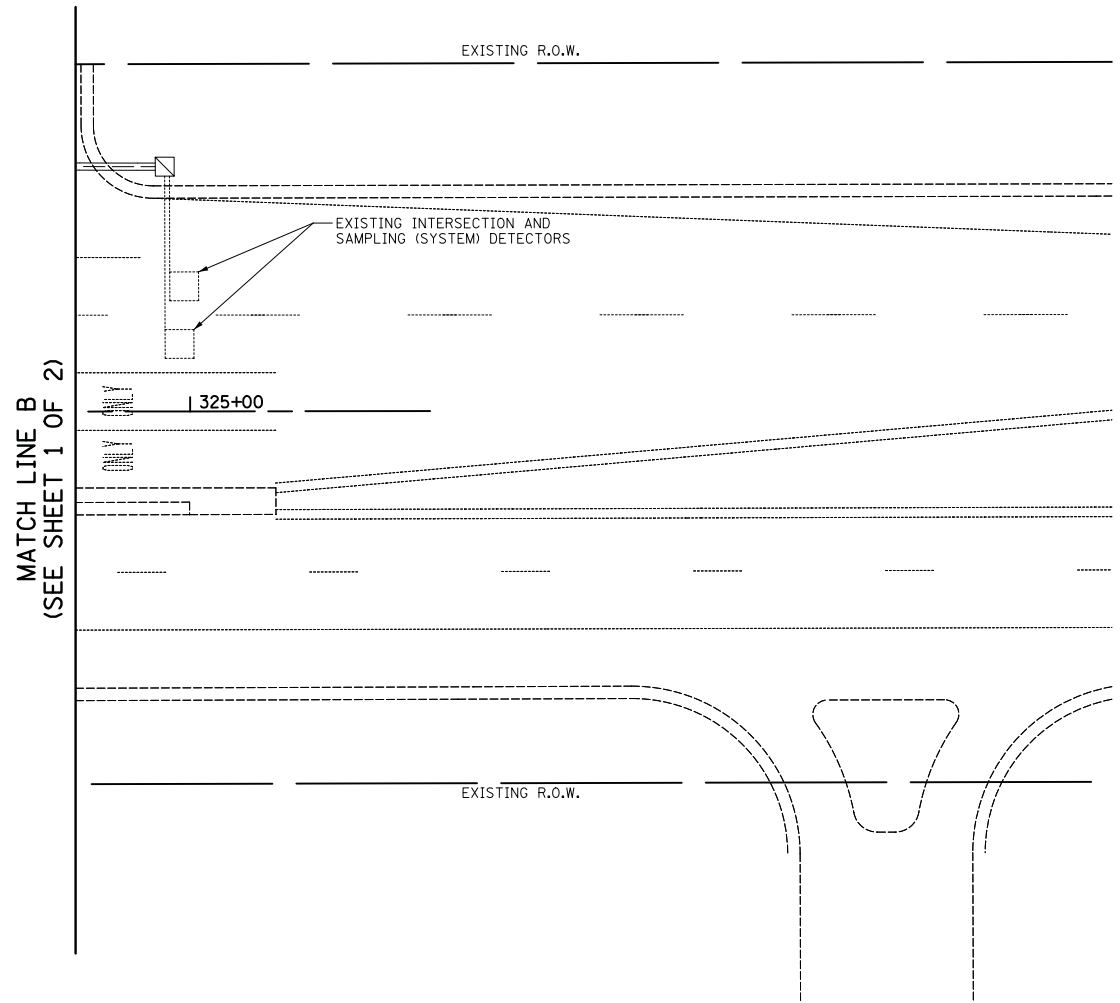 EXISTING R.O.W.
EXISTING INTERSECTION AND
SAMPLING (SYSTEM) DETECTORS
MATCH LINE B
(SEE SHEET 1 OF 2)
ONLY
325+00
ONLY
EXISTING R.O.W.